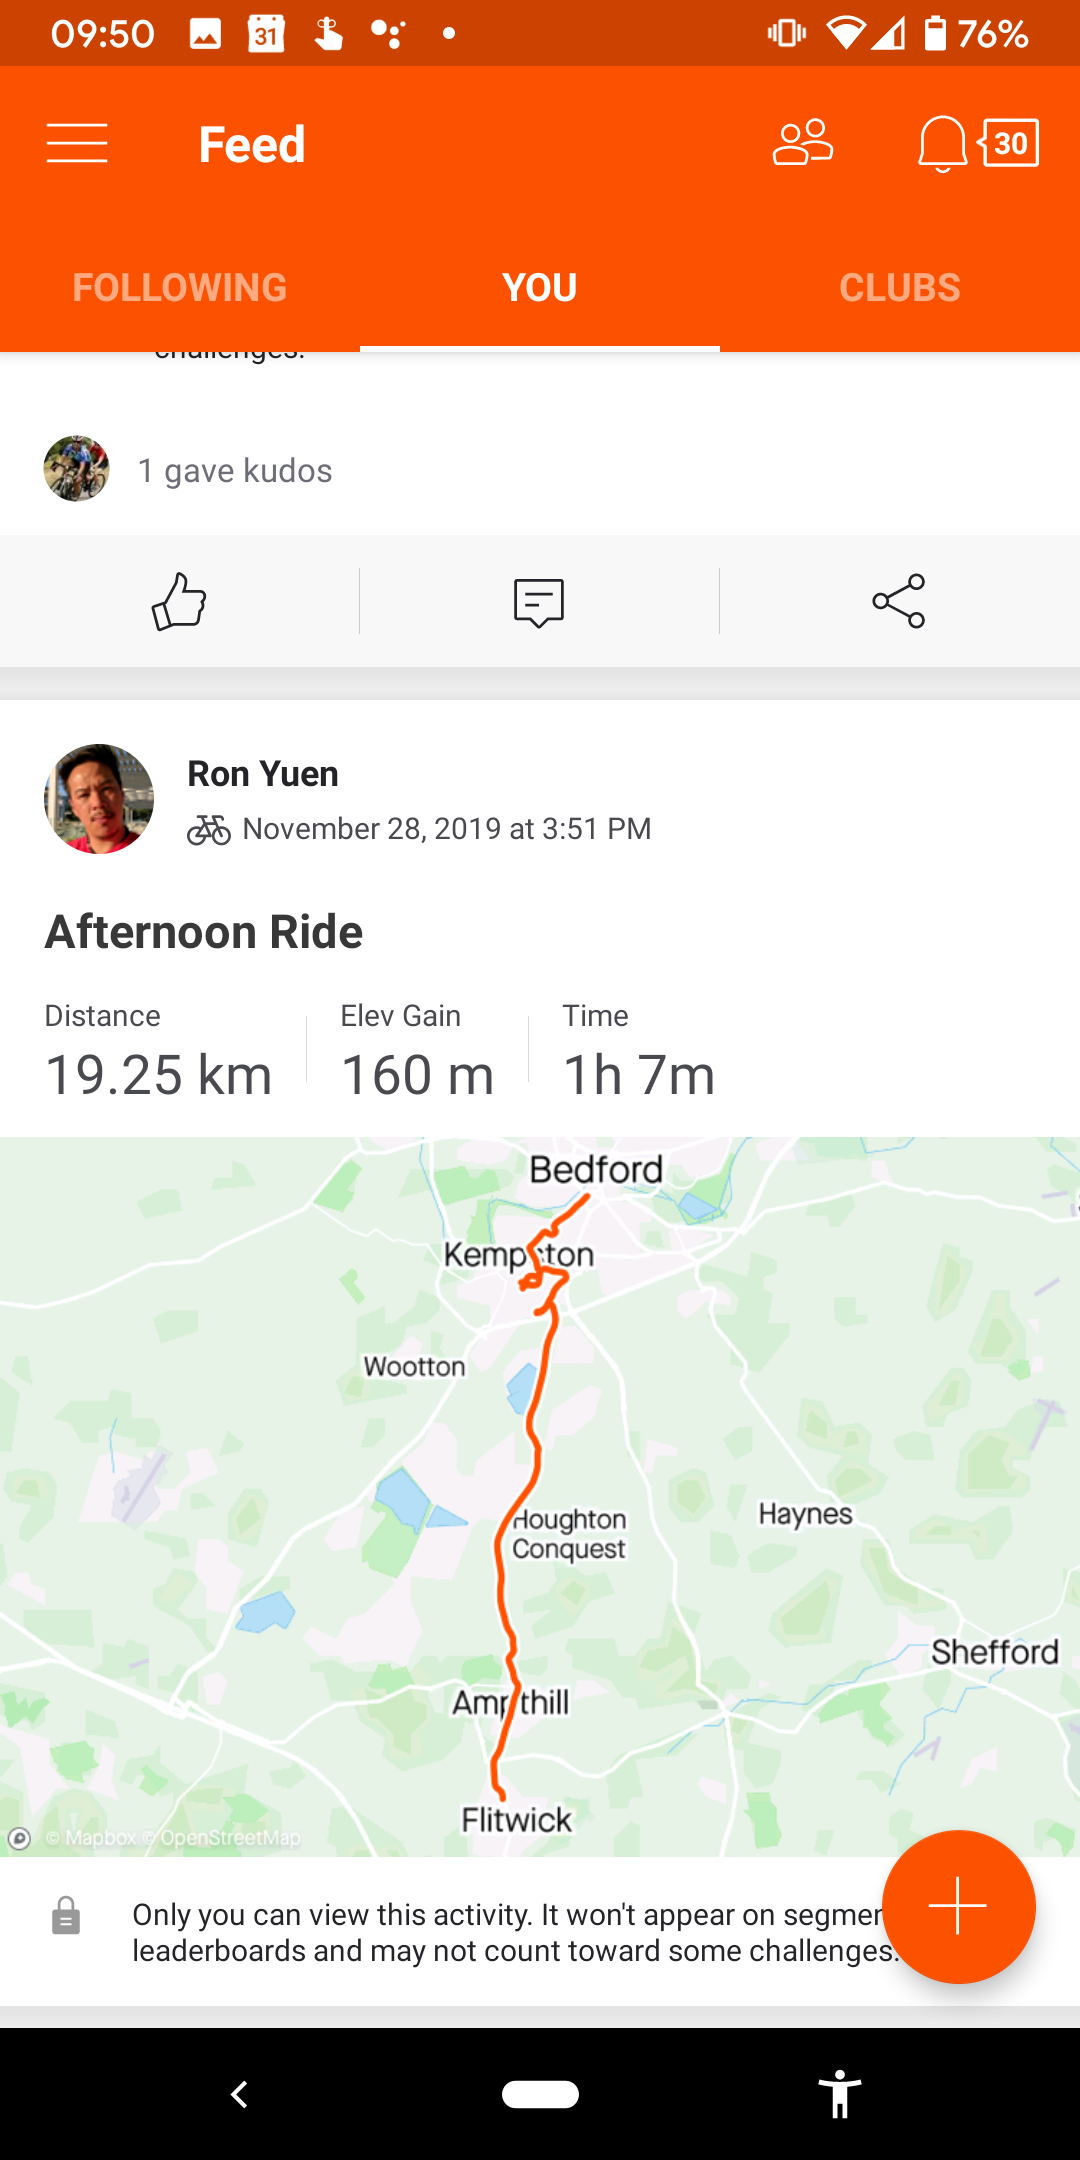 09:50
31
76%
Feed
30
FOLLOWING
YOU
CLUBS
challenges.
1 gave kudos
Ron Yuen
November 28, 2019 at 3:51 PM
Afternoon Ride
Distance
Elev Gain
Time
19.25 km
160 m
1h 7m
Bedford
Kempston
Wootton
Houghton
Conquest
Haynes
Shefford
Ampthill
Flitwick
© Mapbox © OpenStreetMap
Only you can view this activity. It won't appear on segmen
leaderboards and may not count toward some challenges.